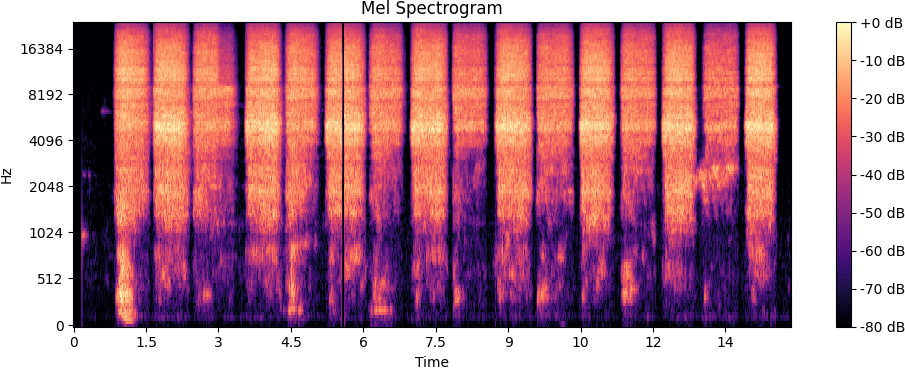 Mel Spectrogram
Hz
16384
8192
4096
2048
1024
512
0
0 1.5 3 4.5 6 7.5 9 10 12 14
Time
+0 dB
-10 dB
-20 dB
-30 dB
-40 dB
-50 dB
-60 dB
-70 dB
-80 dB